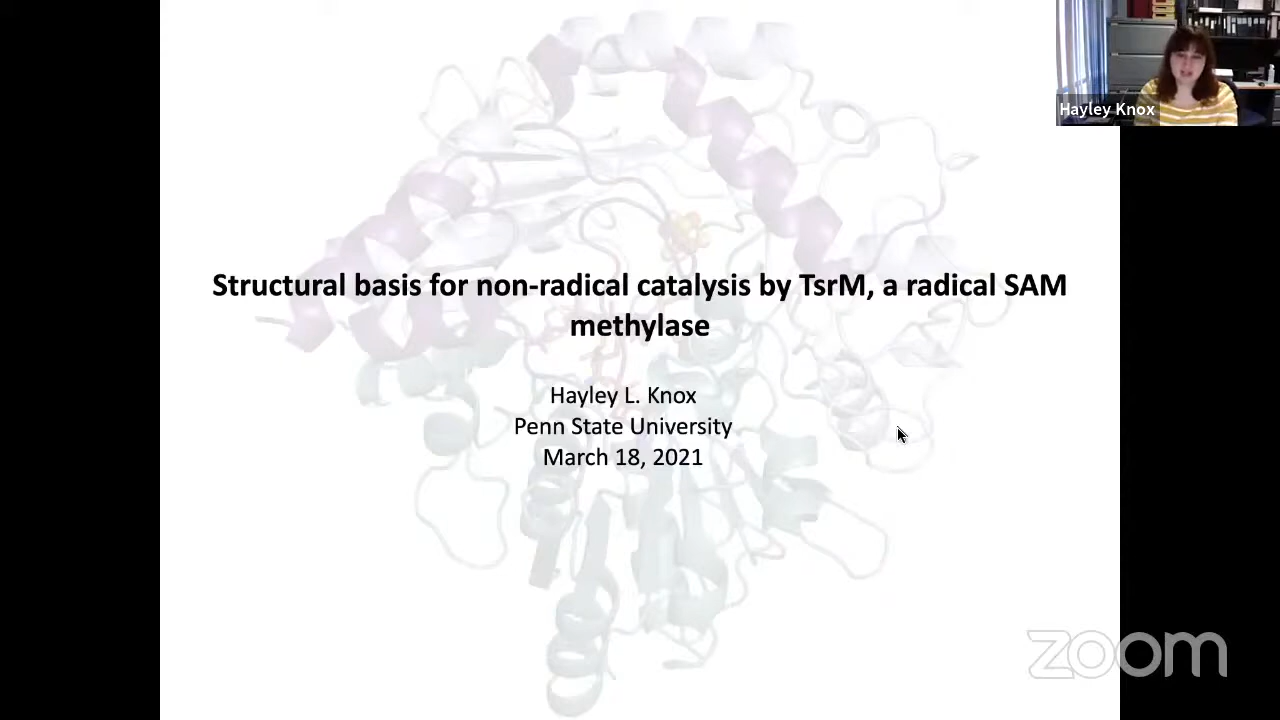 Hayley Knox
Structural basis for non-radical catalysis by TsrM, a radical SAM
methylase
Hayley L. Knox
Penn State University
March 18, 2021
zoom